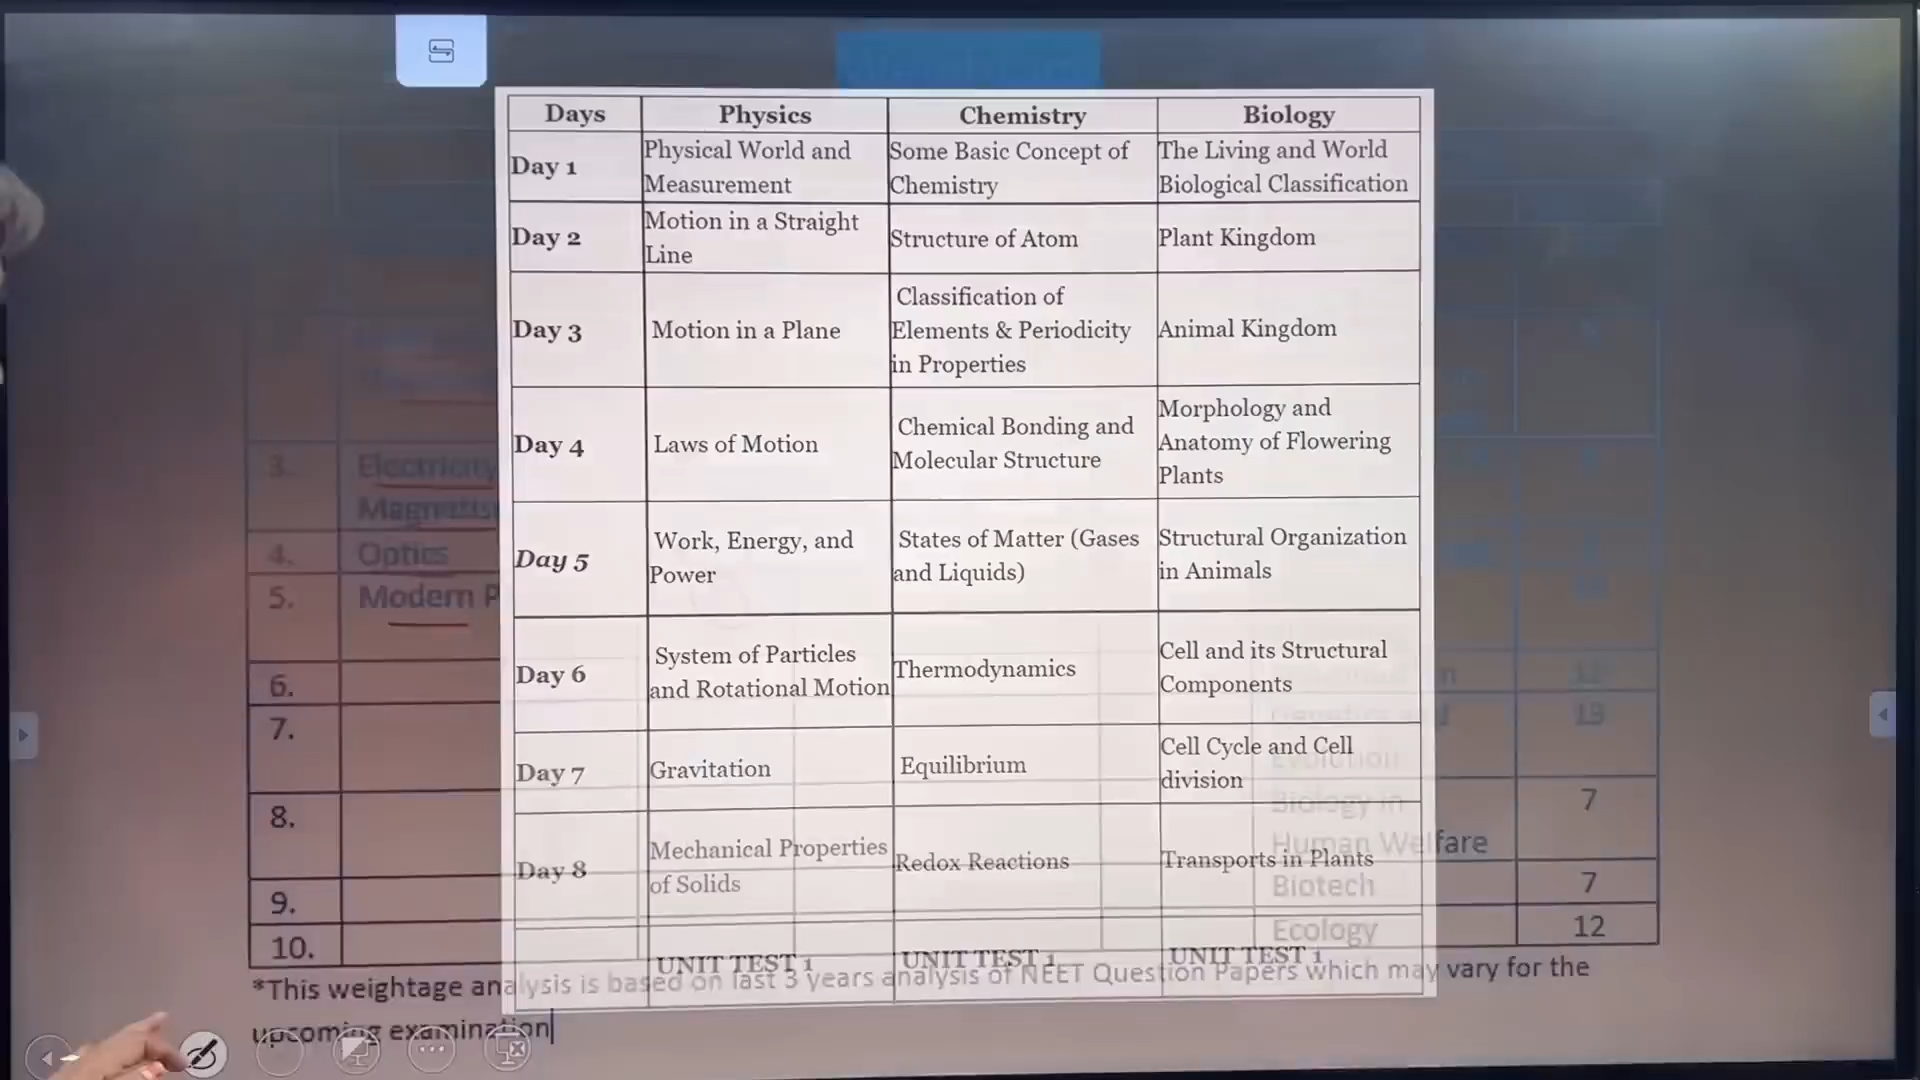 Days Physics Chemistry Biology
Day 1
Physical World and
Measurement
Some Basic Concept of
Chemistry
The Living and World
Biological Classification
Day 2
Motion in a Straight
Line
Structure of Atom
Plant Kingdom
Day 3
Motion in a Plane
Classification of
Elements & Periodicity
in Properties
Animal Kingdom
Day 4
Laws of Motion
Chemical Bonding and
Molecular Structure
Morphology and
Anatomy of Flowering
Plants
Day 5
Work, Energy, and
Power
States of Matter (Gases
and Liquids)
Structural Organization
in Animals
Day 6
System of Particles
and Rotational Motion
Thermodynamics
Cell and its Structural
Components
Day 7
Gravitation
Equilibrium
Cell Cycle and Cell
division
Day 8
Mechanical Properties
of Solids
Redox Reactions
Transports in Plants
UNIT TEST 1 UNIT TEST 1 UNIT TEST 1
3. Electricity
4. Optics
5. Modern P
6.
7.
8.
9.
10.
13
Evolution
Biology in 7
Human Welfare
Biotech 7
Ecology 12
*This weightage analysis is based on last 3 years analysis of NEET Question Papers which may vary for the
upcoming examination